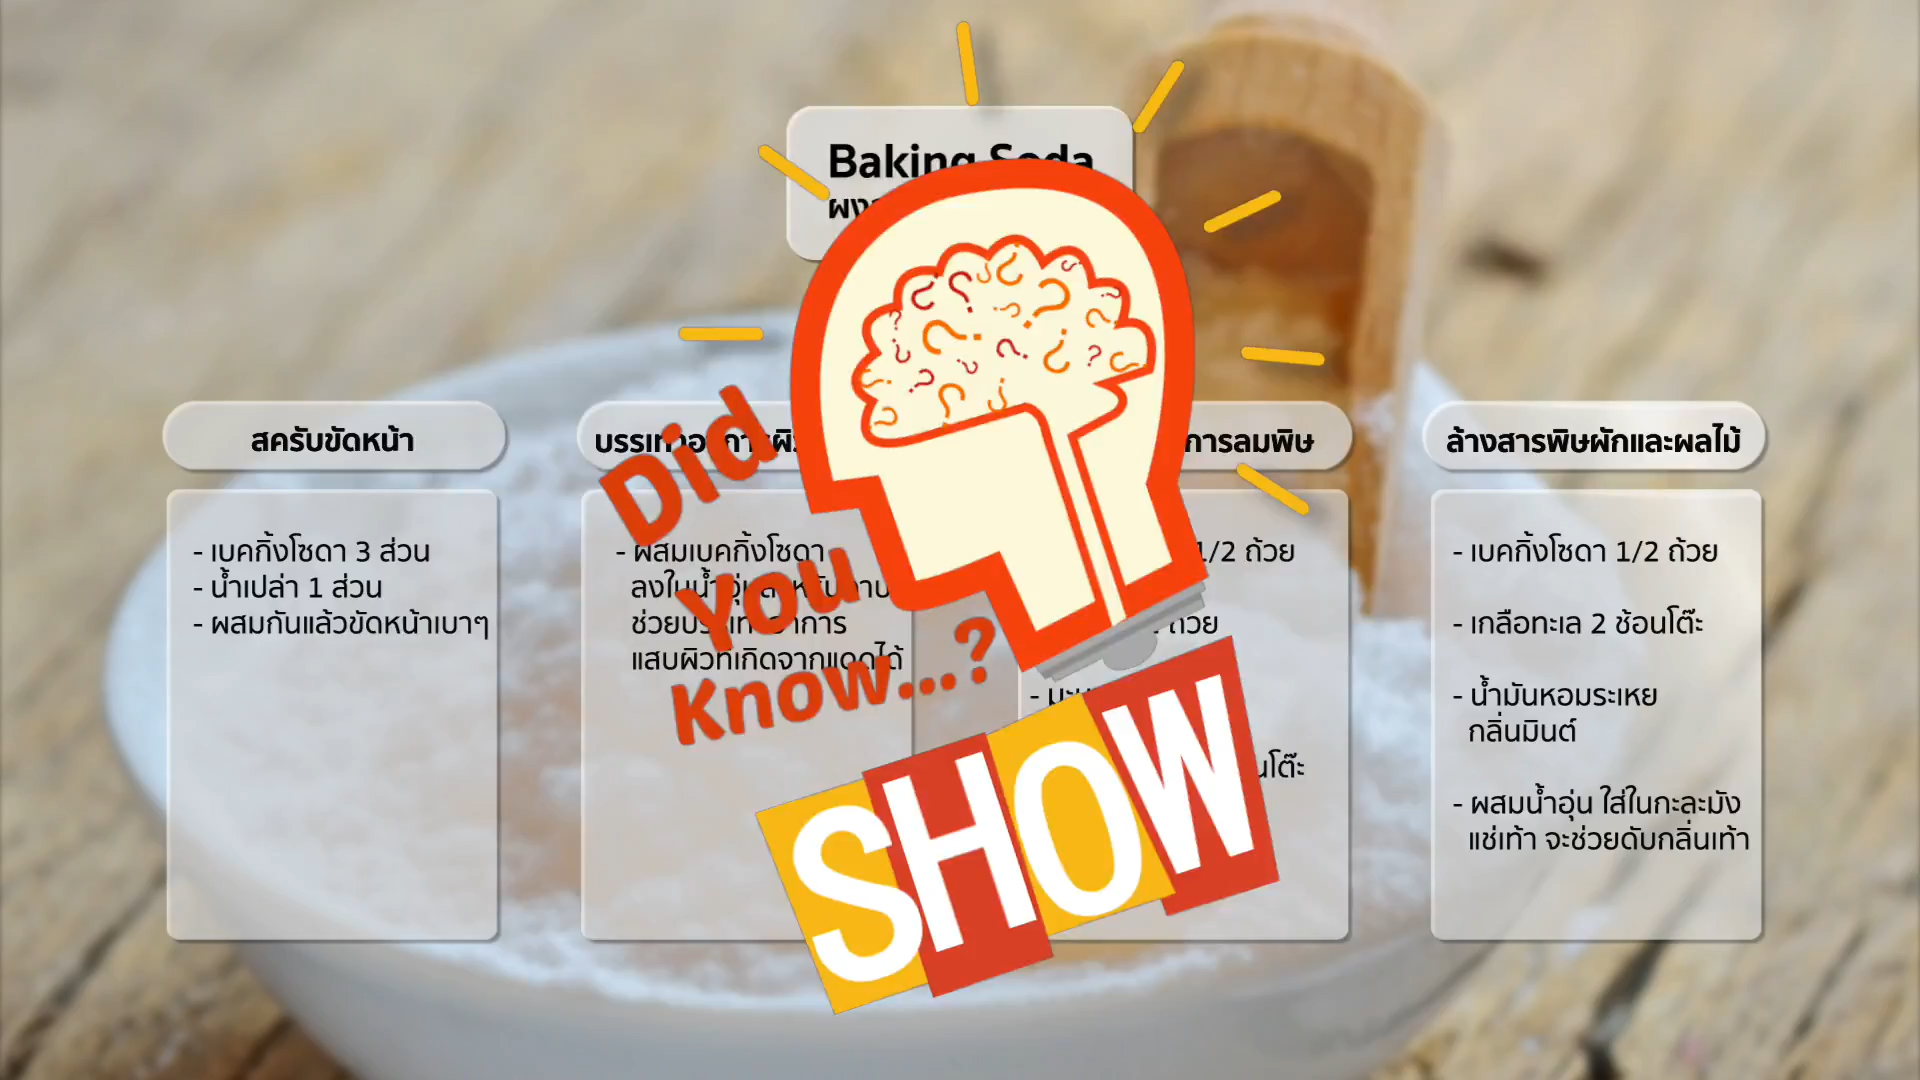 Baking Soda
สครับขัดหน้า
- เบคกิ้งโซดา 3 ส่วน
- น้ำเปล่า 1 ส่วน
- ผสมกันแล้วขัดหน้าเบาๆ
- ผสมเบคกิ้งโซดา
แสบผิวที่เกิดจากแดดได้
การลมพิษ
1/2 ถ้วย
ถ้วย
ล้างสารพิษผักและผลไม้
- เบคกิ้งโซดา 1/2 ถ้วย
- เกลือทะเล 2 ช้อนโต๊ะ
- น้ำมันหอมระเหย
กลิ่นมินต์
- ผสมน้ำอุ่น ใส่ในกะละมัง
แช่เท้า จะช่วยดับกลิ่นเท้า
Did
You
Know...?
SHOW